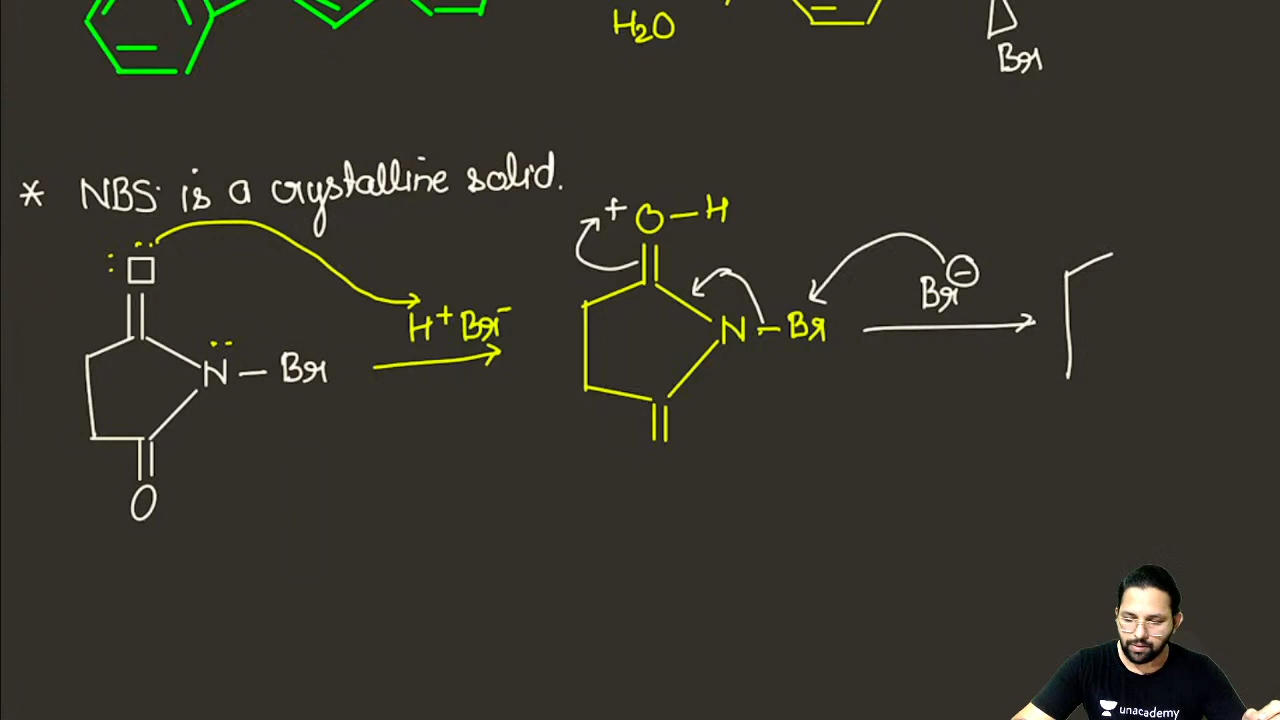 H₂O
Br
* NBS is a crystalline solid.
+ O–H
H⁺Br⁻
Br⊖
N–Br
N–Br
O
unacademy